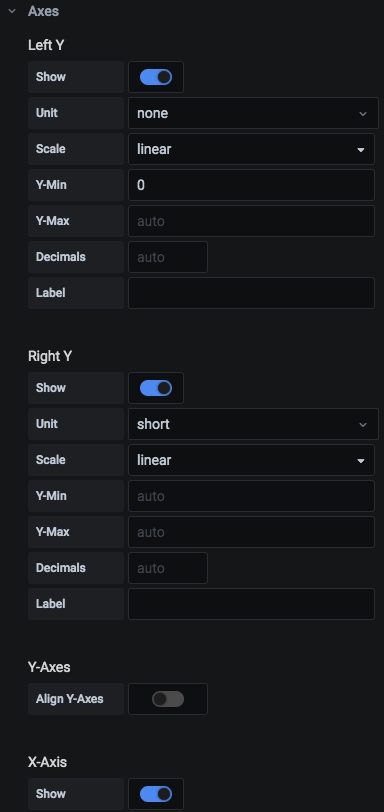 Axes
Left Y
Show
Unit none
Scale linear
Y-Min 0
Y-Max auto
Decimals auto
Label
Right Y
Show
Unit short
Scale linear
Y-Min auto
Y-Max auto
Decimals auto
Label
Y-Axes
Align Y-Axes
X-Axis
Show